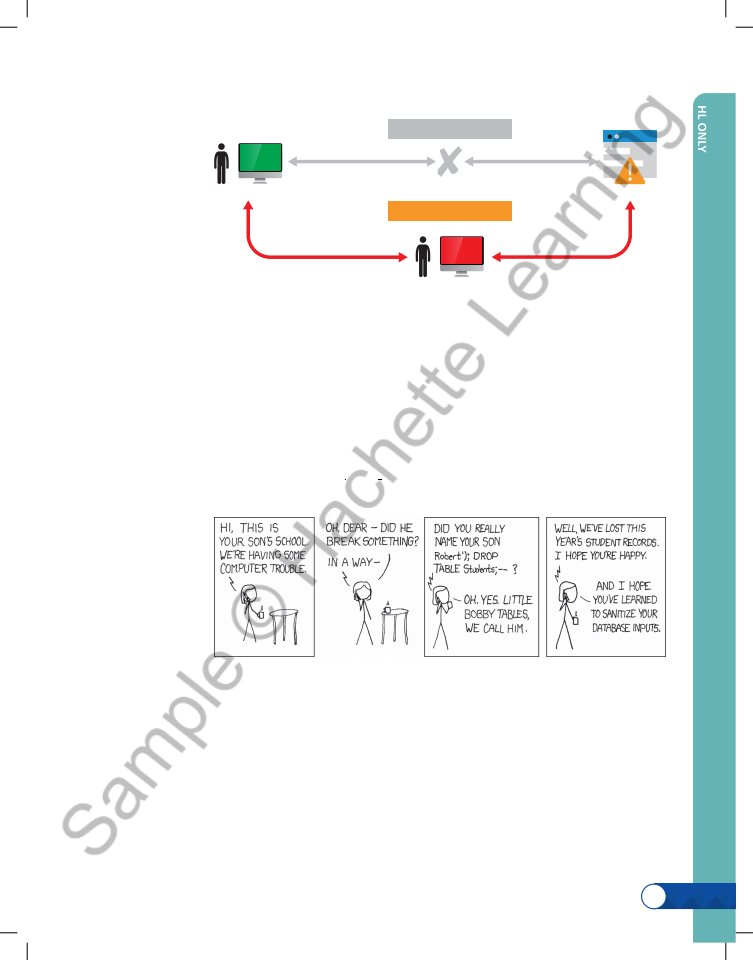 HL ONLY
HI, THIS IS
YOUR SON'S SCHOOL.
WE'RE HAVING SOME
COMPUTER TROUBLE.
OH, DEAR – DID HE
BREAK SOMETHING?
IN A WAY–
DID YOU REALLY
NAME YOUR SON
Robert'); DROP
TABLE Students;-- ?
OH. YES. LITTLE
BOBBY TABLES,
WE CALL HIM.
WELL, WE'VE LOST THIS
YEAR'S STUDENT RECORDS.
I HOPE YOU'RE HAPPY.
AND I HOPE
YOU'VE LEARNED
TO SANITIZE YOUR
DATABASE INPUTS.
Sample © Hachette Learning